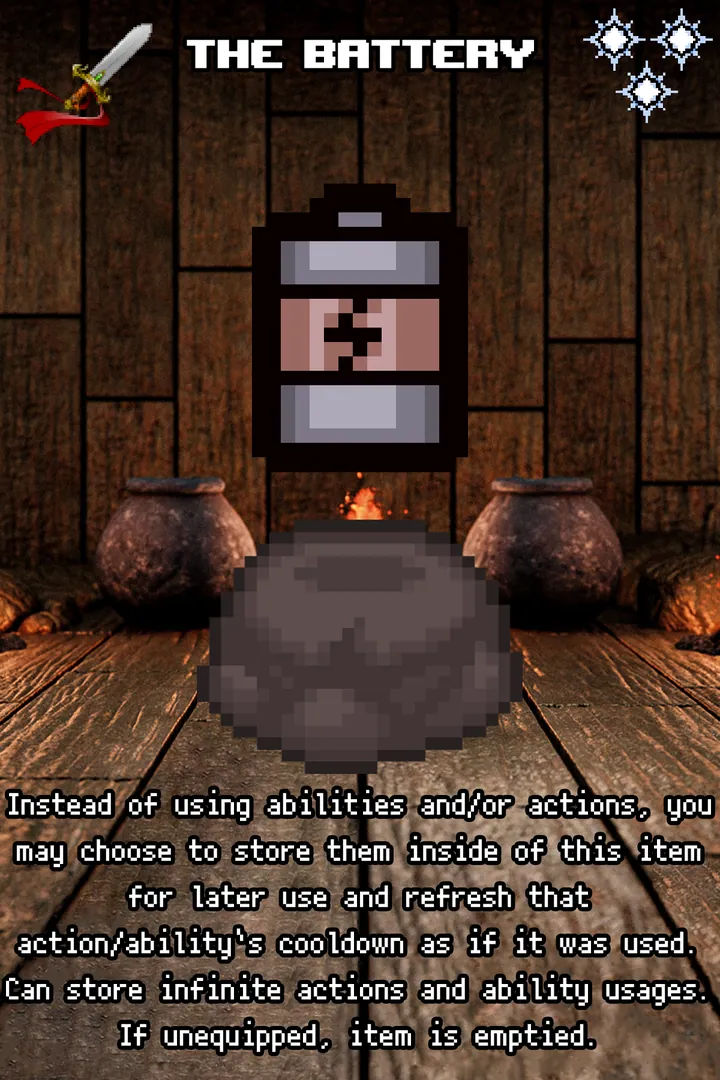 THE BATTERY
Instead of using abilities and/or actions, you
may choose to store them inside of this item
for later use and refresh that
action/ability's cooldown as if it was used.
Can store infinite actions and ability usages.
If unequipped, item is emptied.